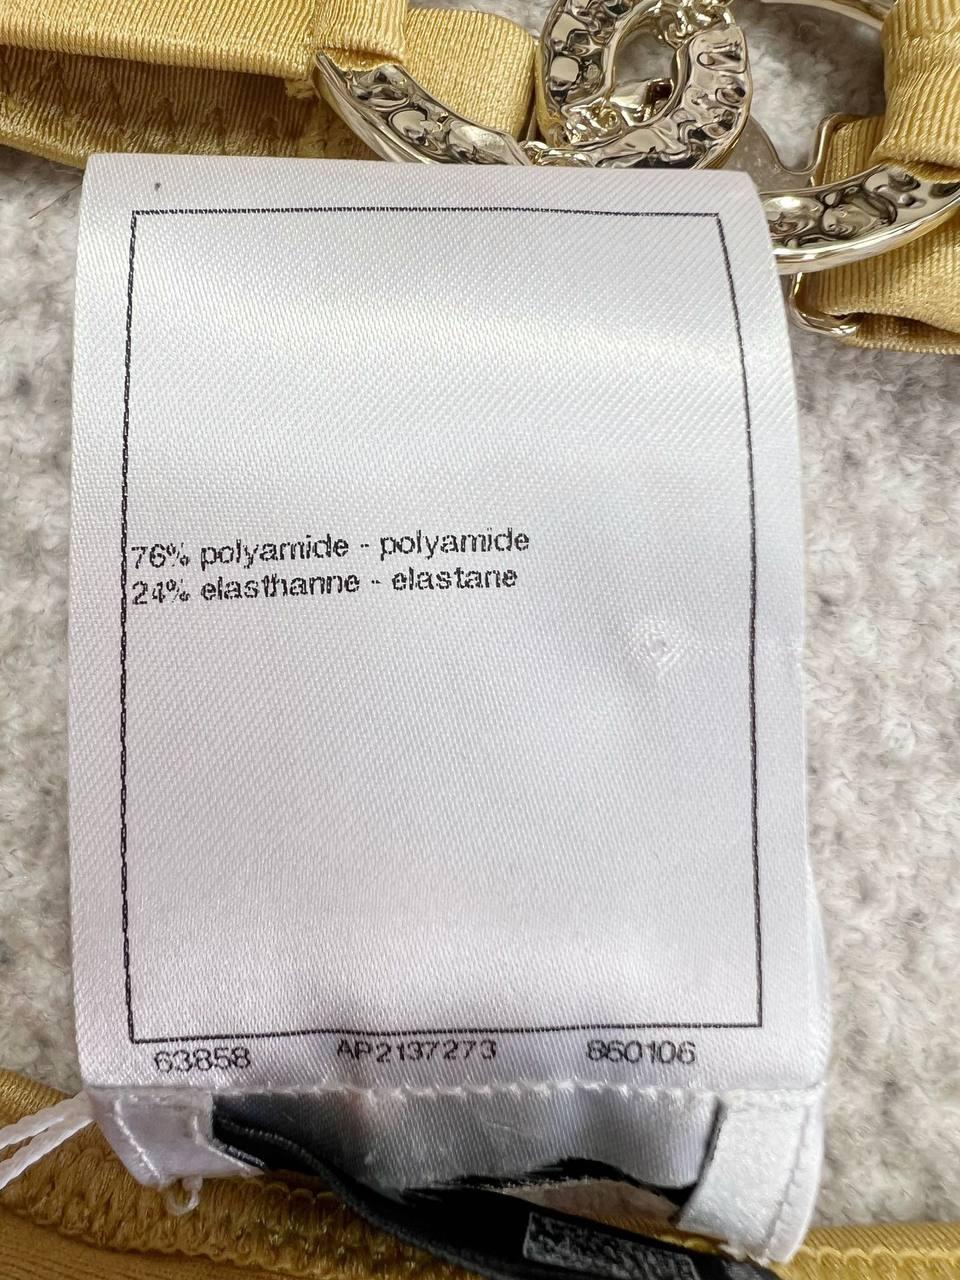 76% polyamide - polyamide
24% elasthanne - elastane
63858 AP2137273 860106